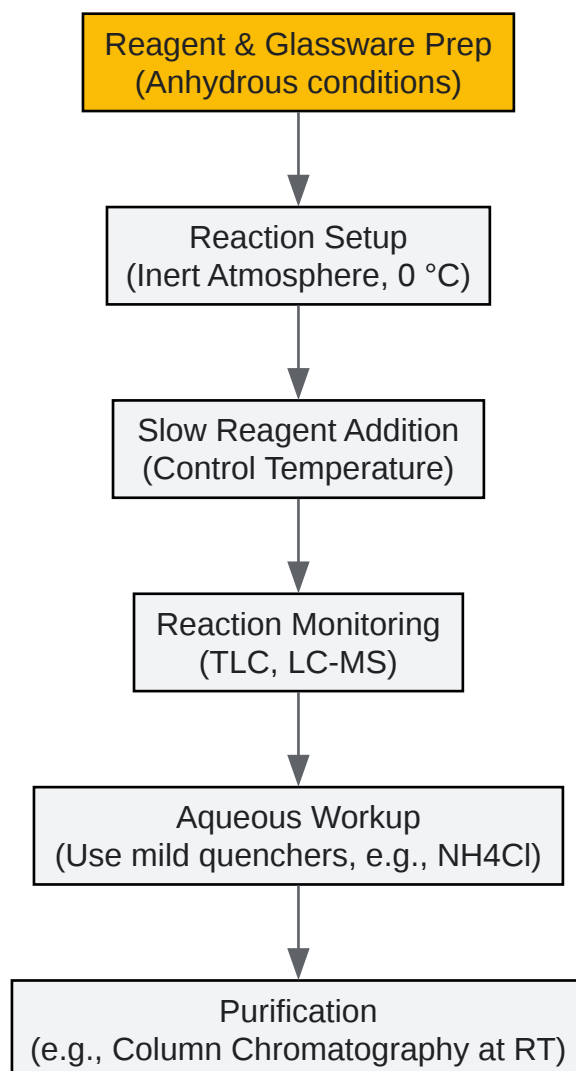 Reagent & Glassware Prep
(Anhydrous conditions)
Reaction Setup
(Inert Atmosphere, 0 °C)
Slow Reagent Addition
(Control Temperature)
Reaction Monitoring
(TLC, LC-MS)
Aqueous Workup
(Use mild quenchers, e.g., NH4Cl)
Purification
(e.g., Column Chromatography at RT)